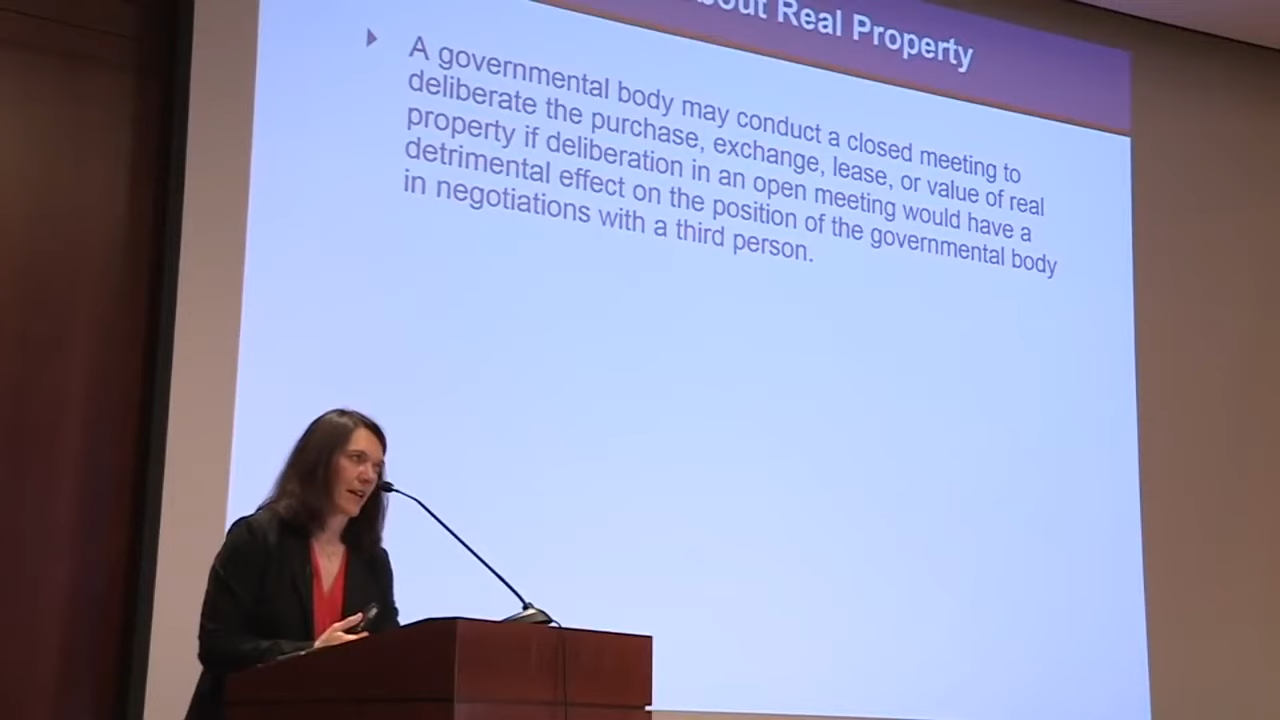 bout Real Property
A governmental body may conduct a closed meeting to
deliberate the purchase, exchange, lease, or value of real
property if deliberation in an open meeting would have a
detrimental effect on the position of the governmental body
in negotiations with a third person.